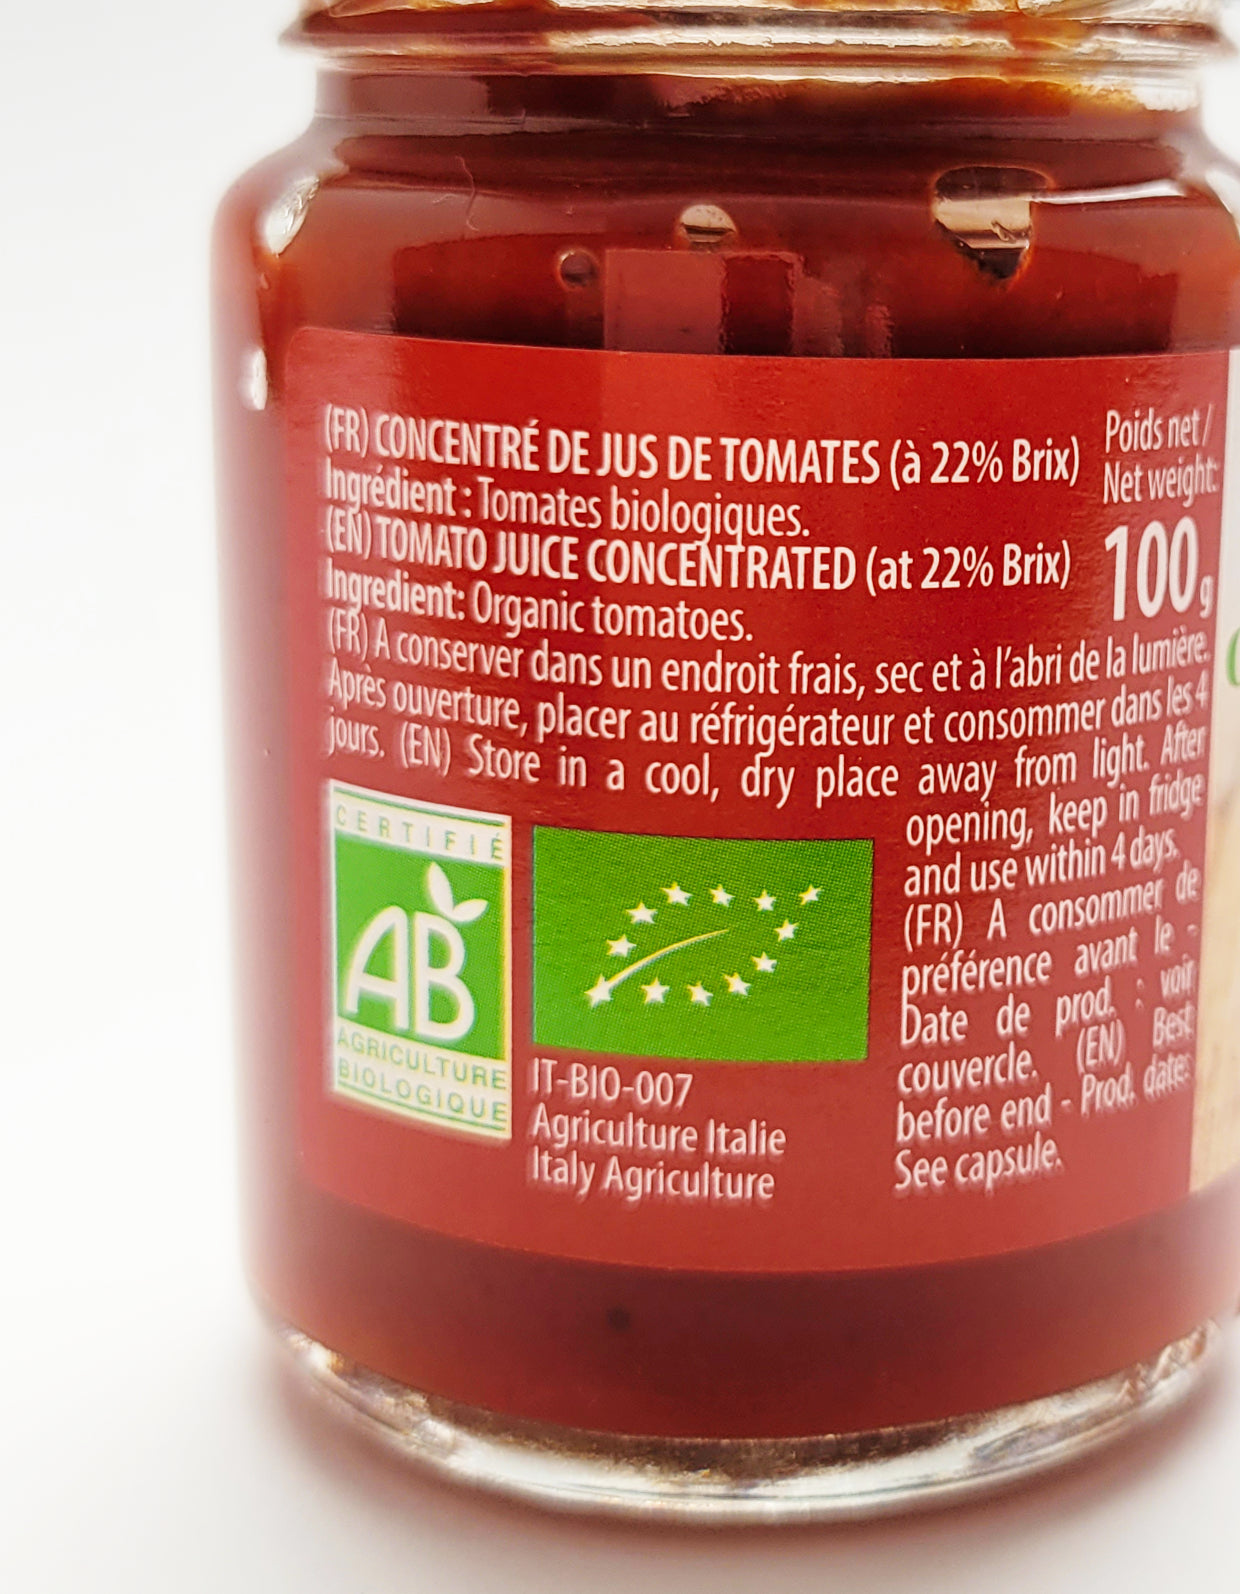 (FR) CONCENTRÉ DE JUS DE TOMATES (à 22% Brix)
Ingrédient : Tomates biologiques.
(EN) TOMATO JUICE CONCENTRATED (at 22% Brix)
Ingredient: Organic tomatoes.
Poids net /
Net weight:
100g
(FR) A conserver dans un endroit frais, sec et à l'abri de la lumière.
Après ouverture, placer au réfrigérateur et consommer dans les 4
jours. (EN) Store in a cool, dry place away from light. After
opening, keep in fridge
and use within 4 days.
(FR) A consommer de
préférence avant le -
Date de prod. : voir
couvercle. (EN) Best
before end - Prod. date:
See capsule.
CERTIFIÉ
AB
AGRICULTURE
BIOLOGIQUE
IT-BIO-007
Agriculture Italie
Italy Agriculture